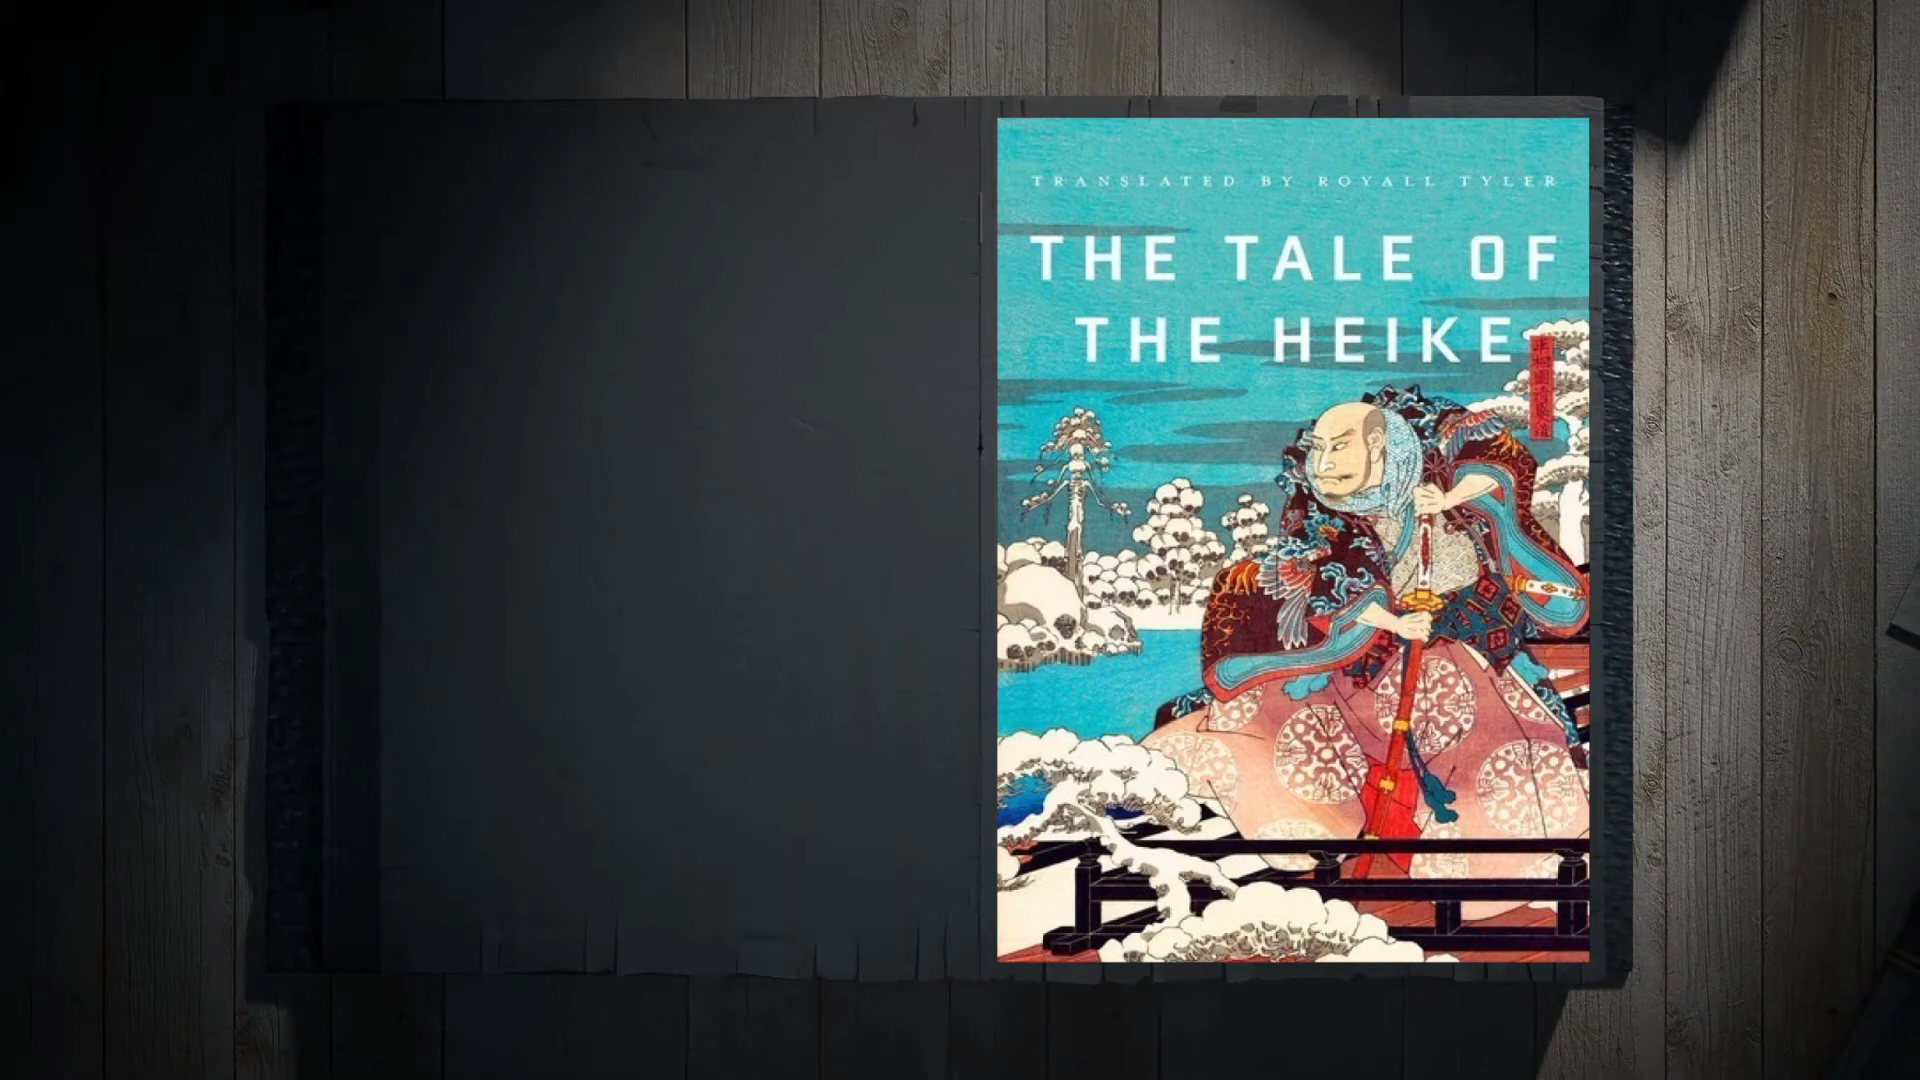 TRANSLATED BY ROYALL TYLER
THE TALE OF
THE HEIKE